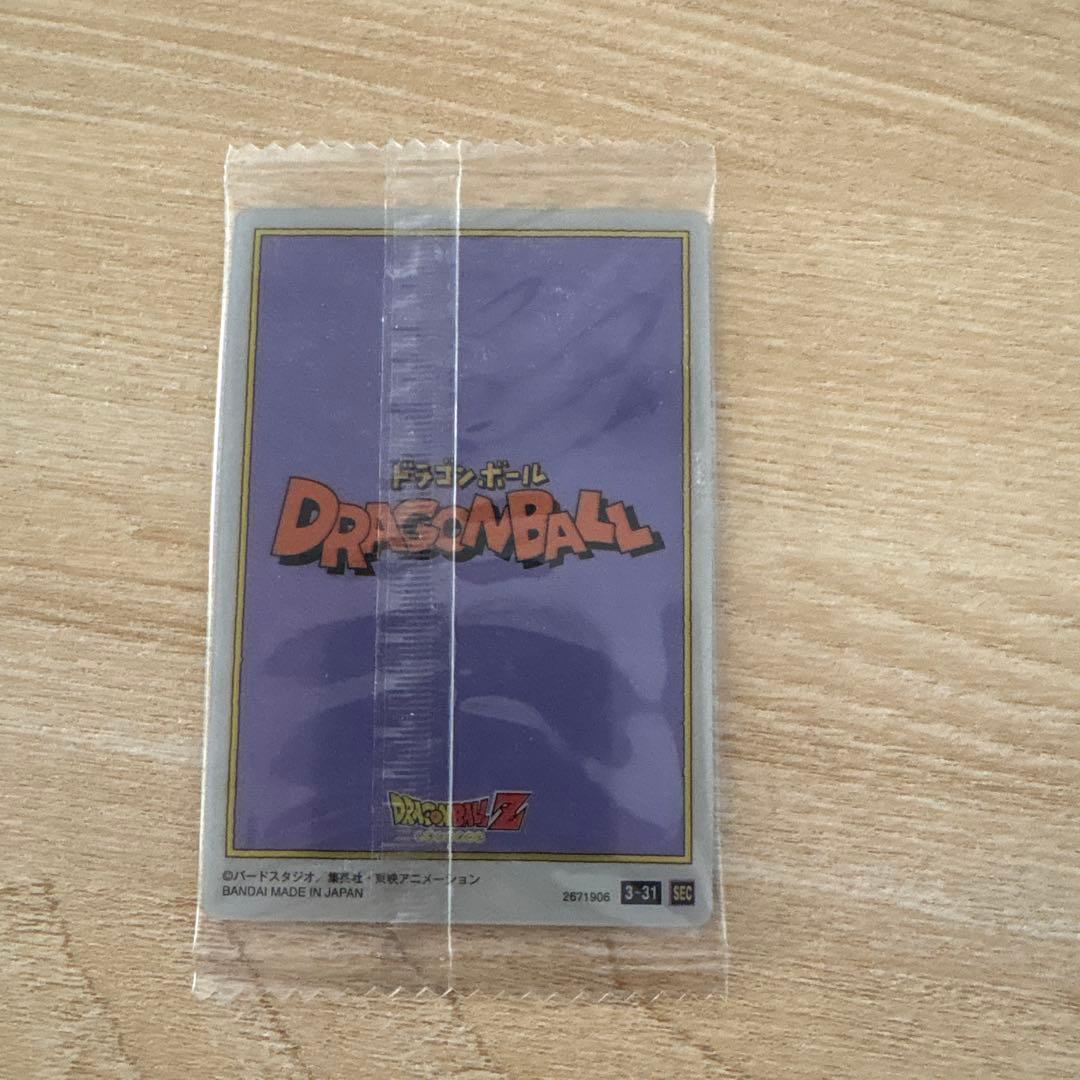 ドラゴンボール
DRAGONBALL
DRAGONBALL Z
©バードスタジオ/集英社・東映アニメーション
BANDAI MADE IN JAPAN
2671906 3-31 SEC